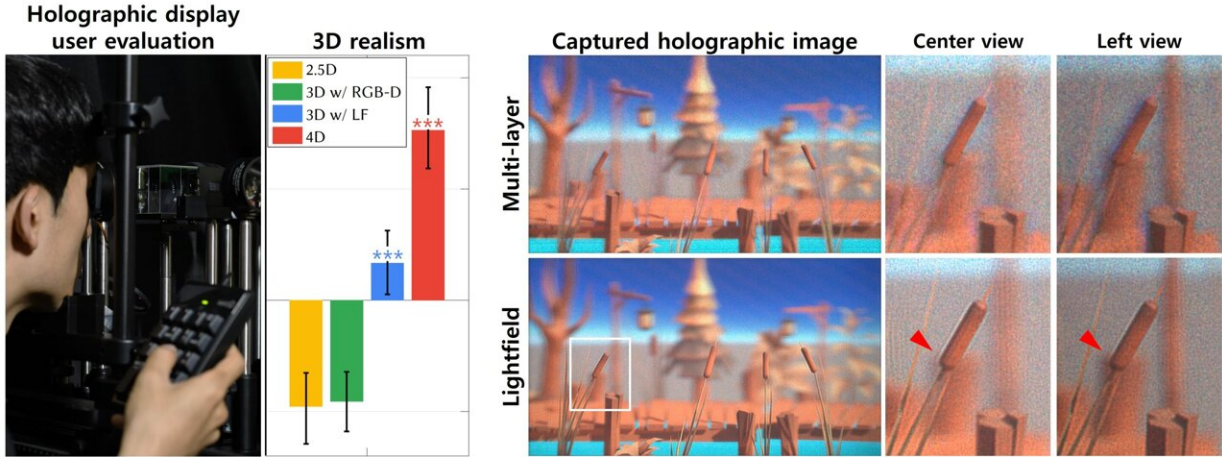 Holographic display
user evaluation
3D realism
2.5D
3D w/ RGB-D
3D w/ LF
4D
***
***
Captured holographic image
Center view
Left view
Multi-layer
Lightfield